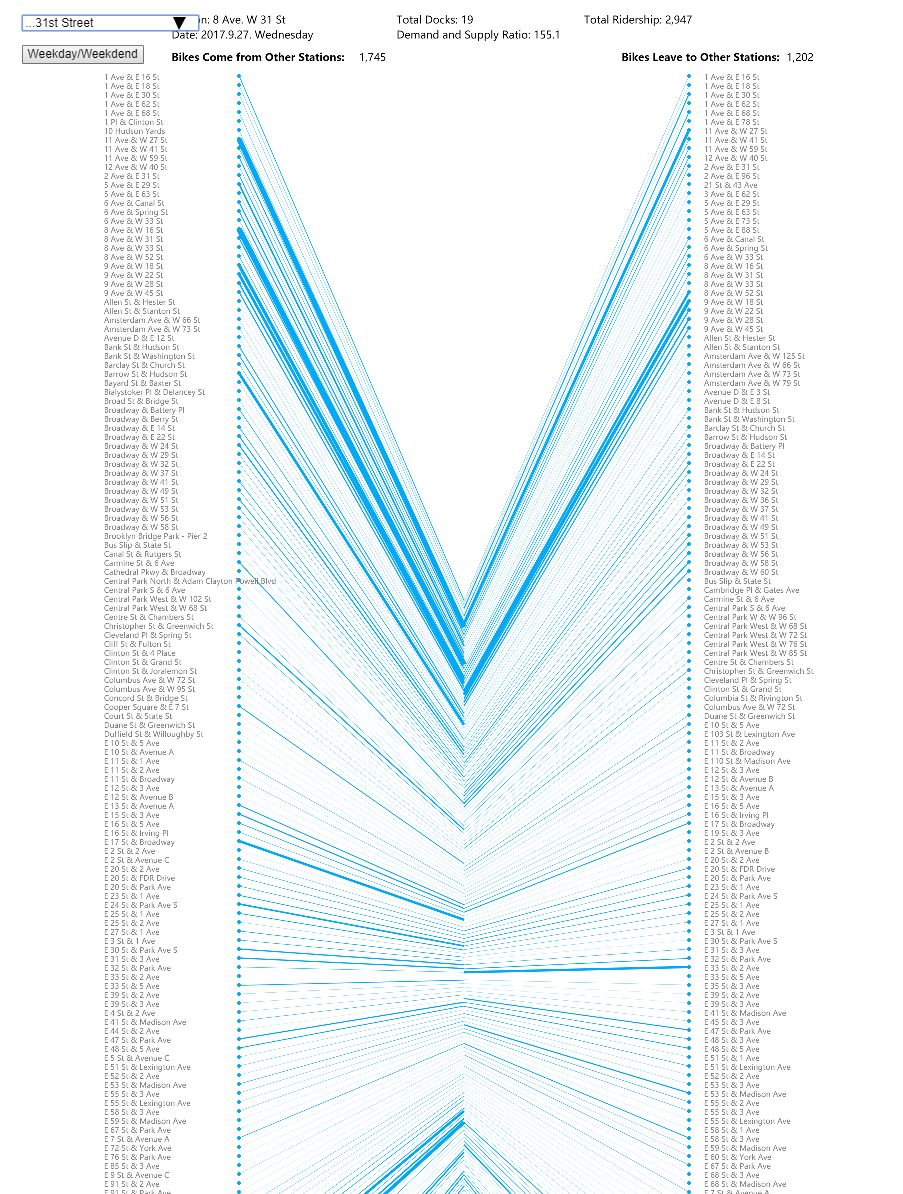 ...31st Street
n: 8 Ave. W 31 St
Total Docks: 19
Total Ridership: 2,947
Date: 2017.9.27. Wednesday
Demand and Supply Ratio: 155.1
Weekday/Weekdend
Bikes Come from Other Stations: 1,745
Bikes Leave to Other Stations: 1,202
1 Ave & E 16 St
1 Ave & E 18 St
1 Ave & E 30 St
1 Ave & E 62 St
1 Ave & E 68 St
1 Pl & Clinton St
10 Hudson Yards
11 Ave & W 27 St
11 Ave & W 41 St
11 Ave & W 59 St
12 Ave & W 40 St
2 Ave & E 31 St
5 Ave & E 29 St
5 Ave & E 63 St
6 Ave & Canal St
6 Ave & Spring St
6 Ave & W 33 St
8 Ave & W 16 St
8 Ave & W 31 St
8 Ave & W 33 St
8 Ave & W 52 St
9 Ave & W 18 St
9 Ave & W 22 St
9 Ave & W 28 St
9 Ave & W 45 St
Allen St & Hester St
Allen St & Stanton St
Amsterdam Ave & W 66 St
Amsterdam Ave & W 73 St
Avenue D & E 12 St
Bank St & Hudson St
Bank St & Washington St
Barclay St & Church St
Barrow St & Hudson St
Bayard St & Baxter St
Bialystoker Pl & Delancey St
Broad St & Bridge St
Broadway & Battery Pl
Broadway & Berry St
Broadway & E 14 St
Broadway & E 22 St
Broadway & W 24 St
Broadway & W 29 St
Broadway & W 32 St
Broadway & W 37 St
Broadway & W 41 St
Broadway & W 49 St
Broadway & W 51 St
Broadway & W 53 St
Broadway & W 56 St
Broadway & W 58 St
Brooklyn Bridge Park - Pier 2
Bus Slip & State St
Canal St & Rutgers St
Carmine St & 6 Ave
Cathedral Pkwy & Broadway
Central Park North & Adam Clayton Powell Blvd
Central Park S & 6 Ave
Central Park West & W 102 St
Central Park West & W 68 St
Centre St & Chambers St
Christopher St & Greenwich St
Cleveland Pl & Spring St
Cliff St & Fulton St
Clinton St & 4 Place
Clinton St & Grand St
Clinton St & Joralemon St
Columbus Ave & W 72 St
Columbus Ave & W 95 St
Concord St & Bridge St
Cooper Square & E 7 St
Court St & State St
Duane St & Greenwich St
Duffield St & Willoughby St
E 10 St & 5 Ave
E 10 St & Avenue A
E 11 St & 1 Ave
E 11 St & 2 Ave
E 11 St & Broadway
E 12 St & 3 Ave
E 12 St & Avenue B
E 13 St & Avenue A
E 15 St & 3 Ave
E 16 St & 5 Ave
E 16 St & Irving Pl
E 17 St & Broadway
E 2 St & 2 Ave
E 2 St & Avenue C
E 20 St & 2 Ave
E 20 St & FDR Drive
E 20 St & Park Ave
E 23 St & 1 Ave
E 24 St & Park Ave S
E 25 St & 1 Ave
E 25 St & 2 Ave
E 27 St & 1 Ave
E 3 St & 1 Ave
E 30 St & Park Ave S
E 31 St & 3 Ave
E 32 St & Park Ave
E 33 St & 2 Ave
E 33 St & 5 Ave
E 39 St & 2 Ave
E 39 St & 3 Ave
E 4 St & 2 Ave
E 41 St & Madison Ave
E 44 St & 2 Ave
E 47 St & Park Ave
E 48 St & 5 Ave
E 5 St & Avenue C
E 51 St & Lexington Ave
E 52 St & 2 Ave
E 53 St & Madison Ave
E 55 St & 3 Ave
E 55 St & Lexington Ave
E 58 St & 3 Ave
E 59 St & Madison Ave
E 67 St & Park Ave
E 7 St & Avenue A
E 72 St & York Ave
E 76 St & Park Ave
E 85 St & 3 Ave
E 9 St & Avenue C
E 91 St & 2 Ave
E 91 St & Park Ave
1 Ave & E 16 St
1 Ave & E 18 St
1 Ave & E 30 St
1 Ave & E 62 St
1 Ave & E 68 St
1 Ave & E 78 St
11 Ave & W 27 St
11 Ave & W 41 St
11 Ave & W 59 St
12 Ave & W 40 St
2 Ave & E 31 St
2 Ave & E 96 St
21 St & 43 Ave
3 Ave & E 62 St
5 Ave & E 29 St
5 Ave & E 63 St
5 Ave & E 73 St
5 Ave & E 88 St
6 Ave & Canal St
6 Ave & Spring St
6 Ave & W 33 St
8 Ave & W 16 St
8 Ave & W 31 St
8 Ave & W 33 St
8 Ave & W 52 St
9 Ave & W 18 St
9 Ave & W 22 St
9 Ave & W 28 St
9 Ave & W 45 St
Allen St & Hester St
Allen St & Stanton St
Amsterdam Ave & W 125 St
Amsterdam Ave & W 66 St
Amsterdam Ave & W 73 St
Amsterdam Ave & W 79 St
Avenue D & E 3 St
Avenue D & E 8 St
Bank St & Hudson St
Bank St & Washington St
Barclay St & Church St
Barrow St & Hudson St
Broadway & Battery Pl
Broadway & E 14 St
Broadway & E 22 St
Broadway & W 24 St
Broadway & W 29 St
Broadway & W 32 St
Broadway & W 36 St
Broadway & W 37 St
Broadway & W 41 St
Broadway & W 49 St
Broadway & W 51 St
Broadway & W 53 St
Broadway & W 56 St
Broadway & W 58 St
Broadway & W 60 St
Bus Slip & State St
Cambridge Pl & Gates Ave
Carmine St & 6 Ave
Central Park S & 6 Ave
Central Park W & W 96 St
Central Park West & W 68 St
Central Park West & W 72 St
Central Park West & W 76 St
Central Park West & W 85 St
Centre St & Chambers St
Christopher St & Greenwich St
Cleveland Pl & Spring St
Clinton St & Grand St
Columbia St & Rivington St
Columbus Ave & W 72 St
Duane St & Greenwich St
E 10 St & 5 Ave
E 103 St & Lexington Ave
E 11 St & 2 Ave
E 11 St & Broadway
E 110 St & Madison Ave
E 12 St & 3 Ave
E 12 St & Avenue B
E 13 St & Avenue A
E 15 St & 3 Ave
E 16 St & 5 Ave
E 16 St & Irving Pl
E 17 St & Broadway
E 19 St & 3 Ave
E 2 St & 2 Ave
E 2 St & Avenue B
E 20 St & 2 Ave
E 20 St & FDR Drive
E 20 St & Park Ave
E 23 St & 1 Ave
E 24 St & Park Ave S
E 25 St & 1 Ave
E 25 St & 2 Ave
E 27 St & 1 Ave
E 3 St & 1 Ave
E 30 St & Park Ave S
E 31 St & 3 Ave
E 32 St & Park Ave
E 33 St & 2 Ave
E 33 St & 5 Ave
E 35 St & 3 Ave
E 39 St & 2 Ave
E 39 St & 3 Ave
E 41 St & Madison Ave
E 45 St & 3 Ave
E 47 St & Park Ave
E 48 St & 3 Ave
E 48 St & 5 Ave
E 51 St & 1 Ave
E 51 St & Lexington Ave
E 52 St & 2 Ave
E 53 St & 3 Ave
E 53 St & Madison Ave
E 55 St & 2 Ave
E 55 St & 3 Ave
E 55 St & Lexington Ave
E 58 St & 1 Ave
E 58 St & 3 Ave
E 59 St & Madison Ave
E 60 St & York Ave
E 67 St & Park Ave
E 68 St & 3 Ave
E 68 St & Madison Ave
E 7 St & Avenue A